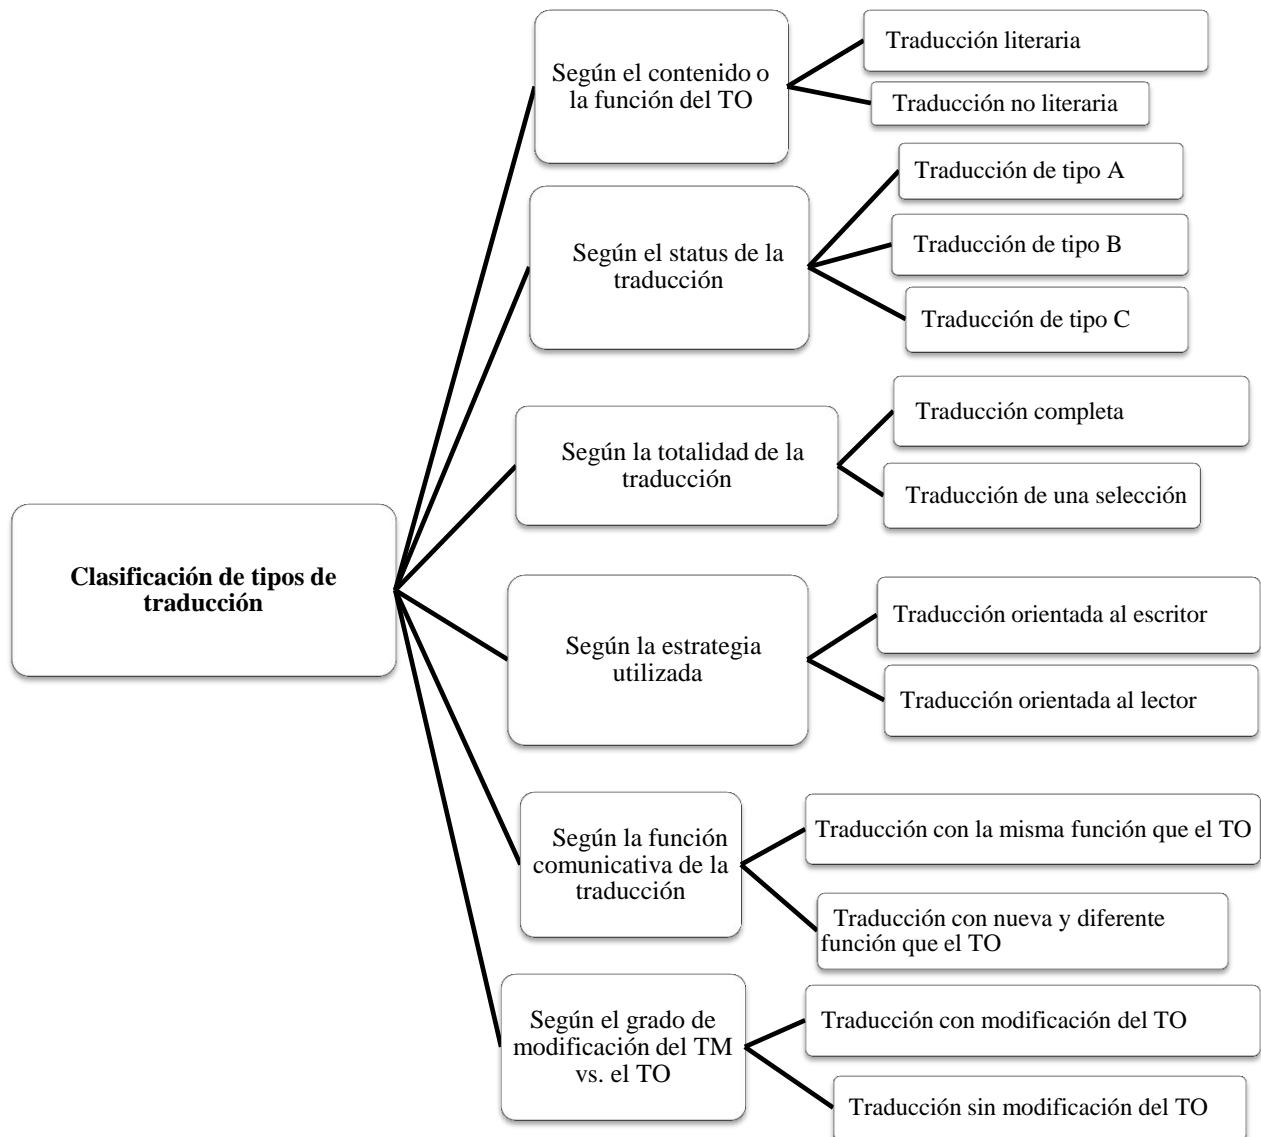 Clasificación de tipos de
traducción
Según el contenido o
la función del TO
Traducción literaria
Traducción no literaria
Según el status de la
traducción
Traducción de tipo A
Traducción de tipo B
Traducción de tipo C
Según la totalidad de la
traducción
Traducción completa
Traducción de una selección
Según la estrategia
utilizada
Traducción orientada al escritor
Traducción orientada al lector
Según la función
comunicativa de la
traducción
Traducción con la misma función que el TO
Traducción con nueva y diferente
función que el TO
Según el grado de
modificación del TM
vs. el TO
Traducción con modificación del TO
Traducción sin modificación del TO